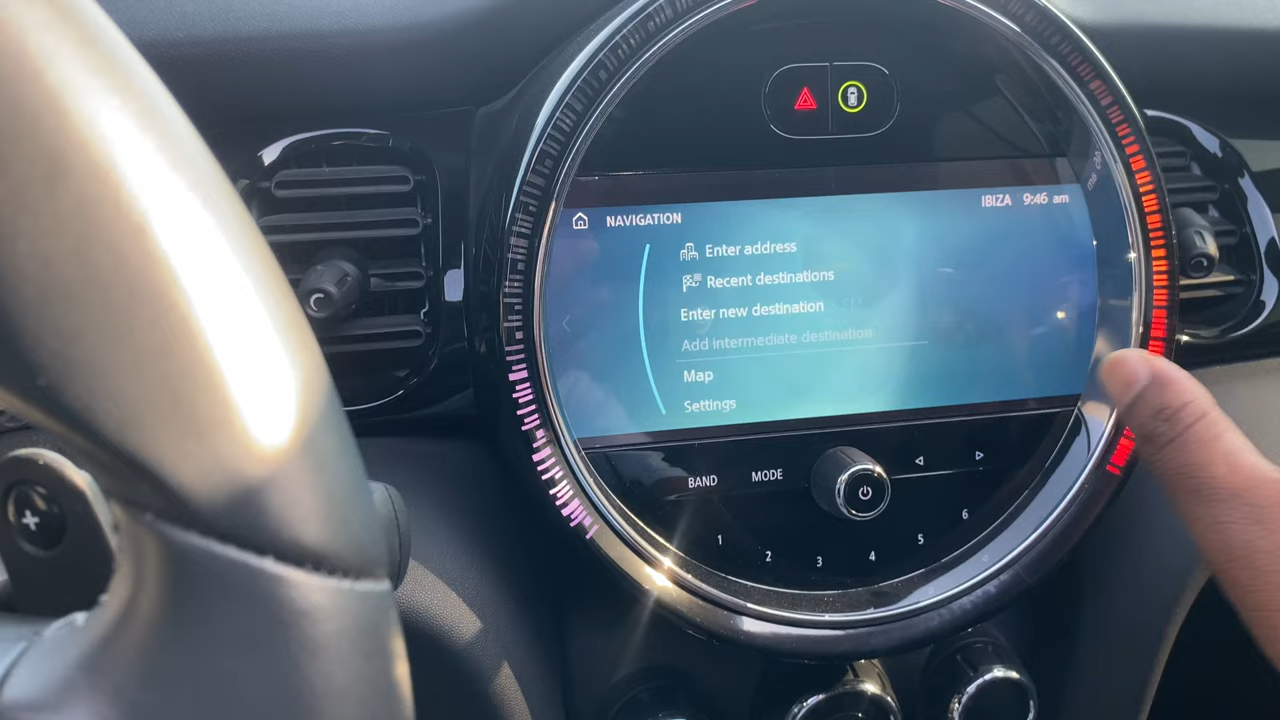 NAVIGATION
IBIZA 9:46 am
Enter address
Recent destinations
Enter new destination
Add intermediate destination
Map
Settings
BAND MODE
1 2 3 4 5 6